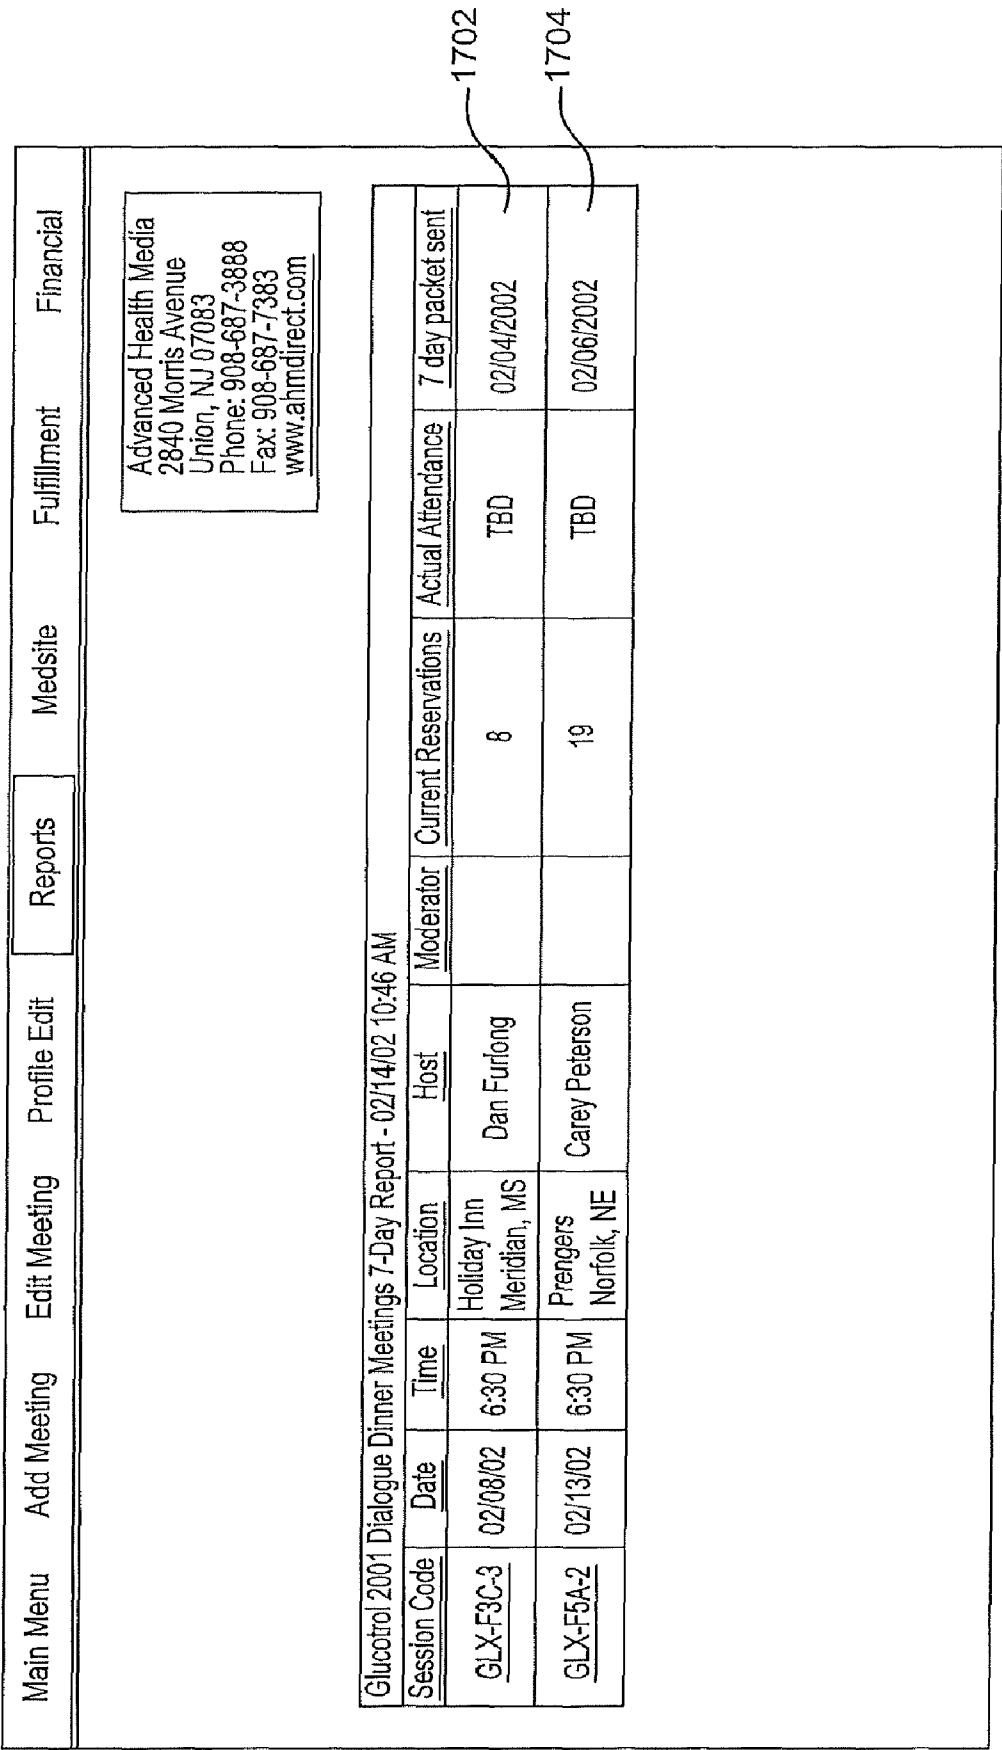 Main Menu Add Meeting Edit Meeting Profile Edit Reports Medsite Fulfillment Financial
Advanced Health Media
2840 Morris Avenue
Union, NJ 07083
Phone: 908-687-3888
Fax: 908-687-7383
www.ahmdirect.com
Glucotrol 2001 Dialogue Dinner Meetings 7-Day Report - 02/14/02 10:46 AM
Session Code Date Time Location Host Moderator Current Reservations Actual Attendance 7 day packet sent
GLX-F3C-3 02/08/02 6:30 PM Holiday Inn Dan Furlong 8 TBD 02/04/2002 1702
Meridian, MS
GLX-F5A-2 02/13/02 6:30 PM Prengers Carey Peterson 19 TBD 02/06/2002 1704
Norfolk, NE